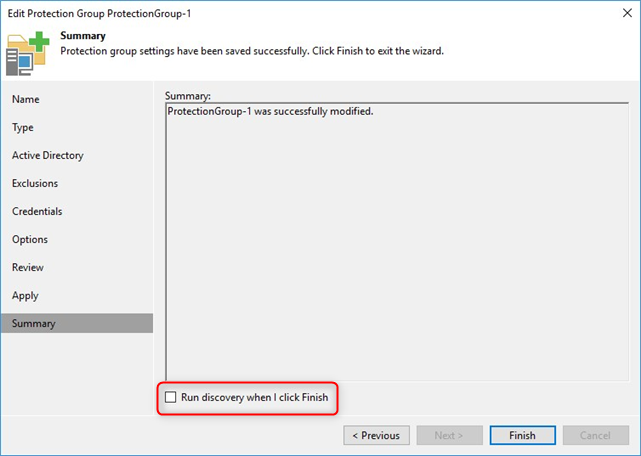 Edit Protection Group ProtectionGroup-1
Summary
Protection group settings have been saved successfully. Click Finish to exit the wizard.
Name
Type
Active Directory
Exclusions
Credentials
Options
Review
Apply
Summary
Summary:
ProtectionGroup-1 was successfully modified.
Run discovery when I click Finish
< Previous
Next >
Finish
Cancel